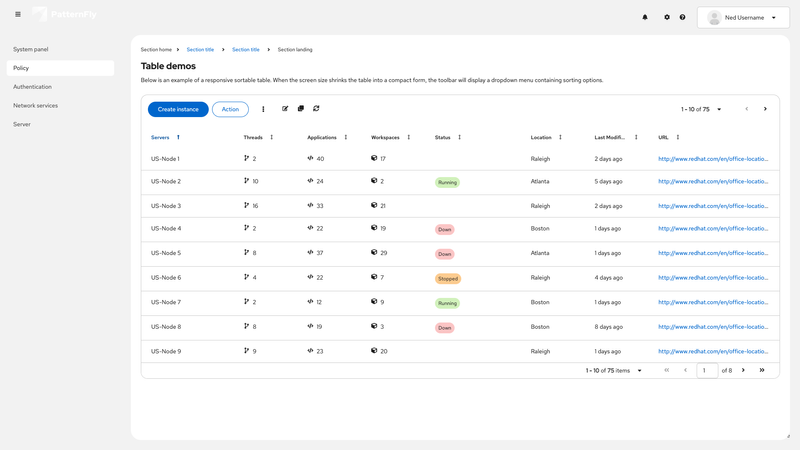 PatternFly
Ned Username
System panel
Policy
Authentication
Network services
Server
Section home Section title Section title Section landing
Table demos
Below is an example of a responsive sortable table. When the screen size shrinks the table into a compact form, the toolbar will display a dropdown menu containing sorting options.
Create instance Action 1 - 10 of 75
Servers Threads Applications Workspaces Status Location Last Modifi... URL
US-Node 1 2 40 17 Raleigh 2 days ago http://www.redhat.com/en/office-locatio...
US-Node 2 10 24 2 Running Atlanta 5 days ago http://www.redhat.com/en/office-locatio...
US-Node 3 16 33 21 Raleigh 2 days ago http://www.redhat.com/en/office-locatio...
US-Node 4 2 22 19 Down Boston 1 days ago http://www.redhat.com/en/office-locatio...
US-Node 5 8 37 29 Down Atlanta 1 days ago http://www.redhat.com/en/office-locatio...
US-Node 6 4 22 7 Stopped Raleigh 4 days ago http://www.redhat.com/en/office-locatio...
US-Node 7 2 12 9 Running Boston 1 days ago http://www.redhat.com/en/office-locatio...
US-Node 8 8 19 3 Down Boston 8 days ago http://www.redhat.com/en/office-locatio...
US-Node 9 9 23 20 Raleigh 1 days ago http://www.redhat.com/en/office-locatio...
1 - 10 of 75 items 1 of 8